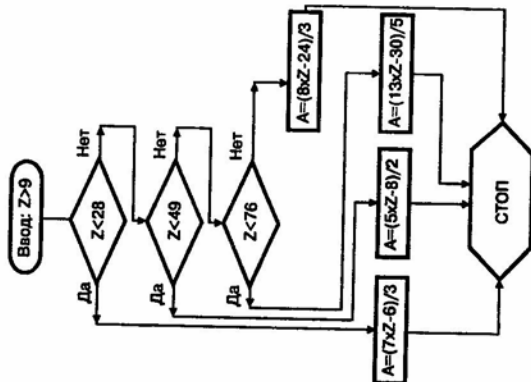 Ввод: Z>9
Z<28
Да
Нет
Z<49
Да
Нет
Z<76
Да
Нет
A=(7xZ-6)/3
A=(5xZ-8)/2
A=(13xZ-30)/5
A=(8xZ-24)/3
СТОП